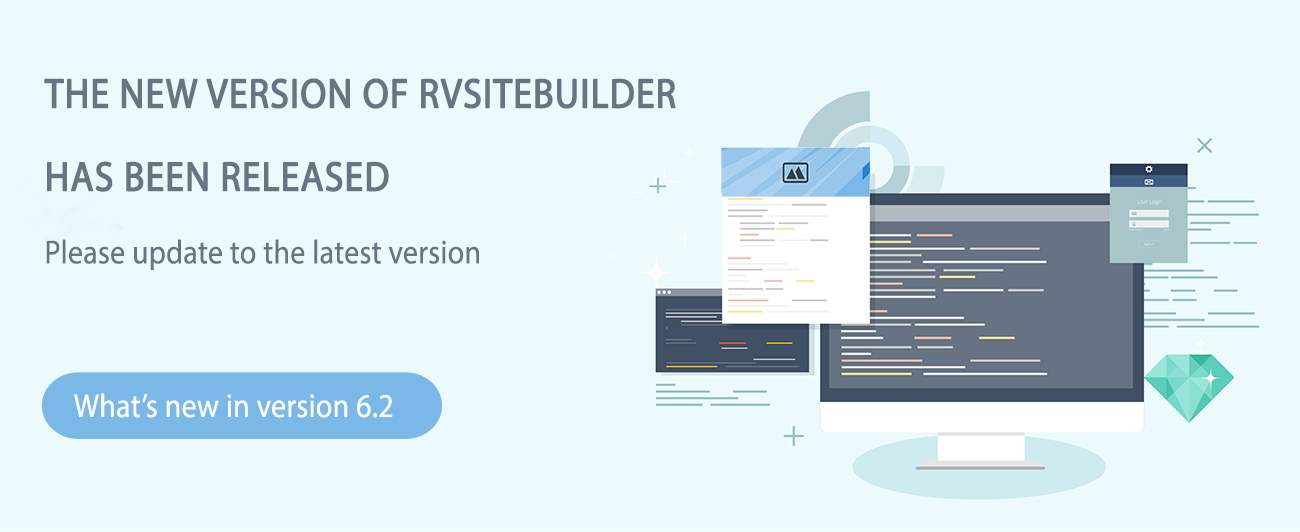 THE NEW VERSION OF RVSITEBUILDER
HAS BEEN RELEASED
Please update to the latest version
What's new in version 6.2
User Login
Sign in